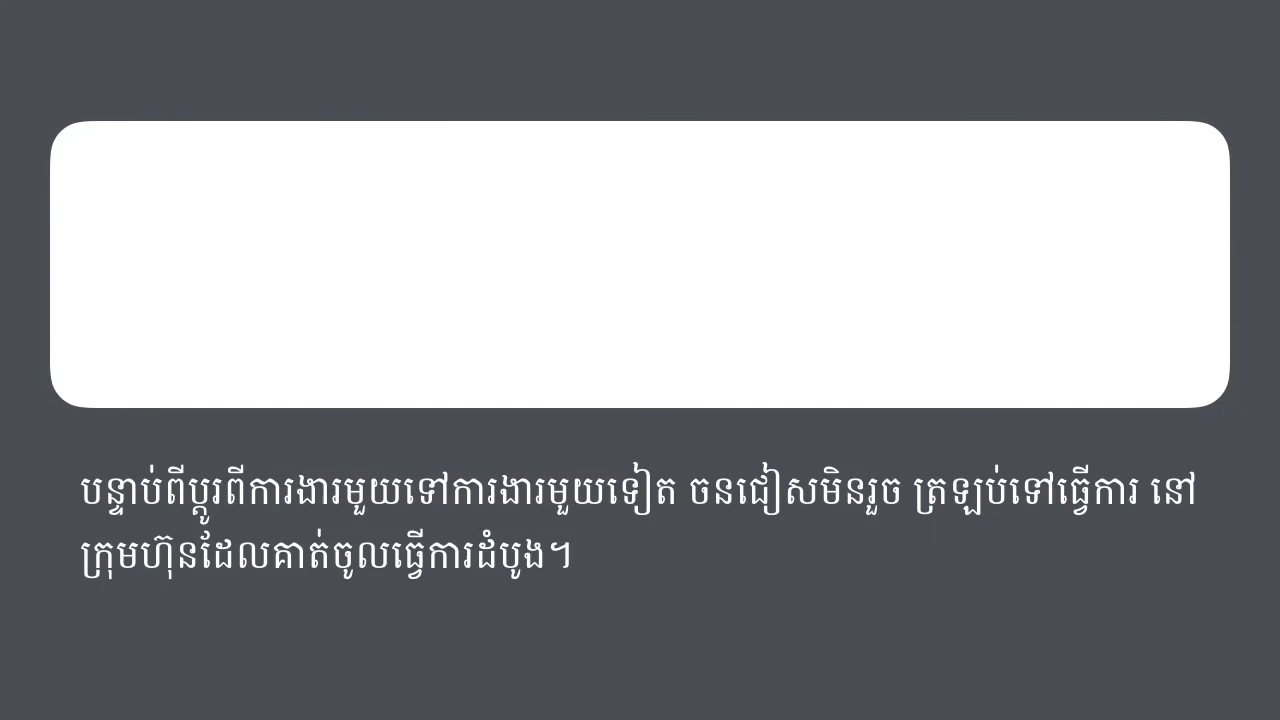 បន្ទាប់ពីប្តូរពីការងារមួយទៅការងារមួយទៀត ចនជៀសមិនរួច ត្រឡប់ទៅធ្វើការ នៅ
ក្រុមហ៊ុនដែលគាត់ចូលធ្វើការដំបូង។